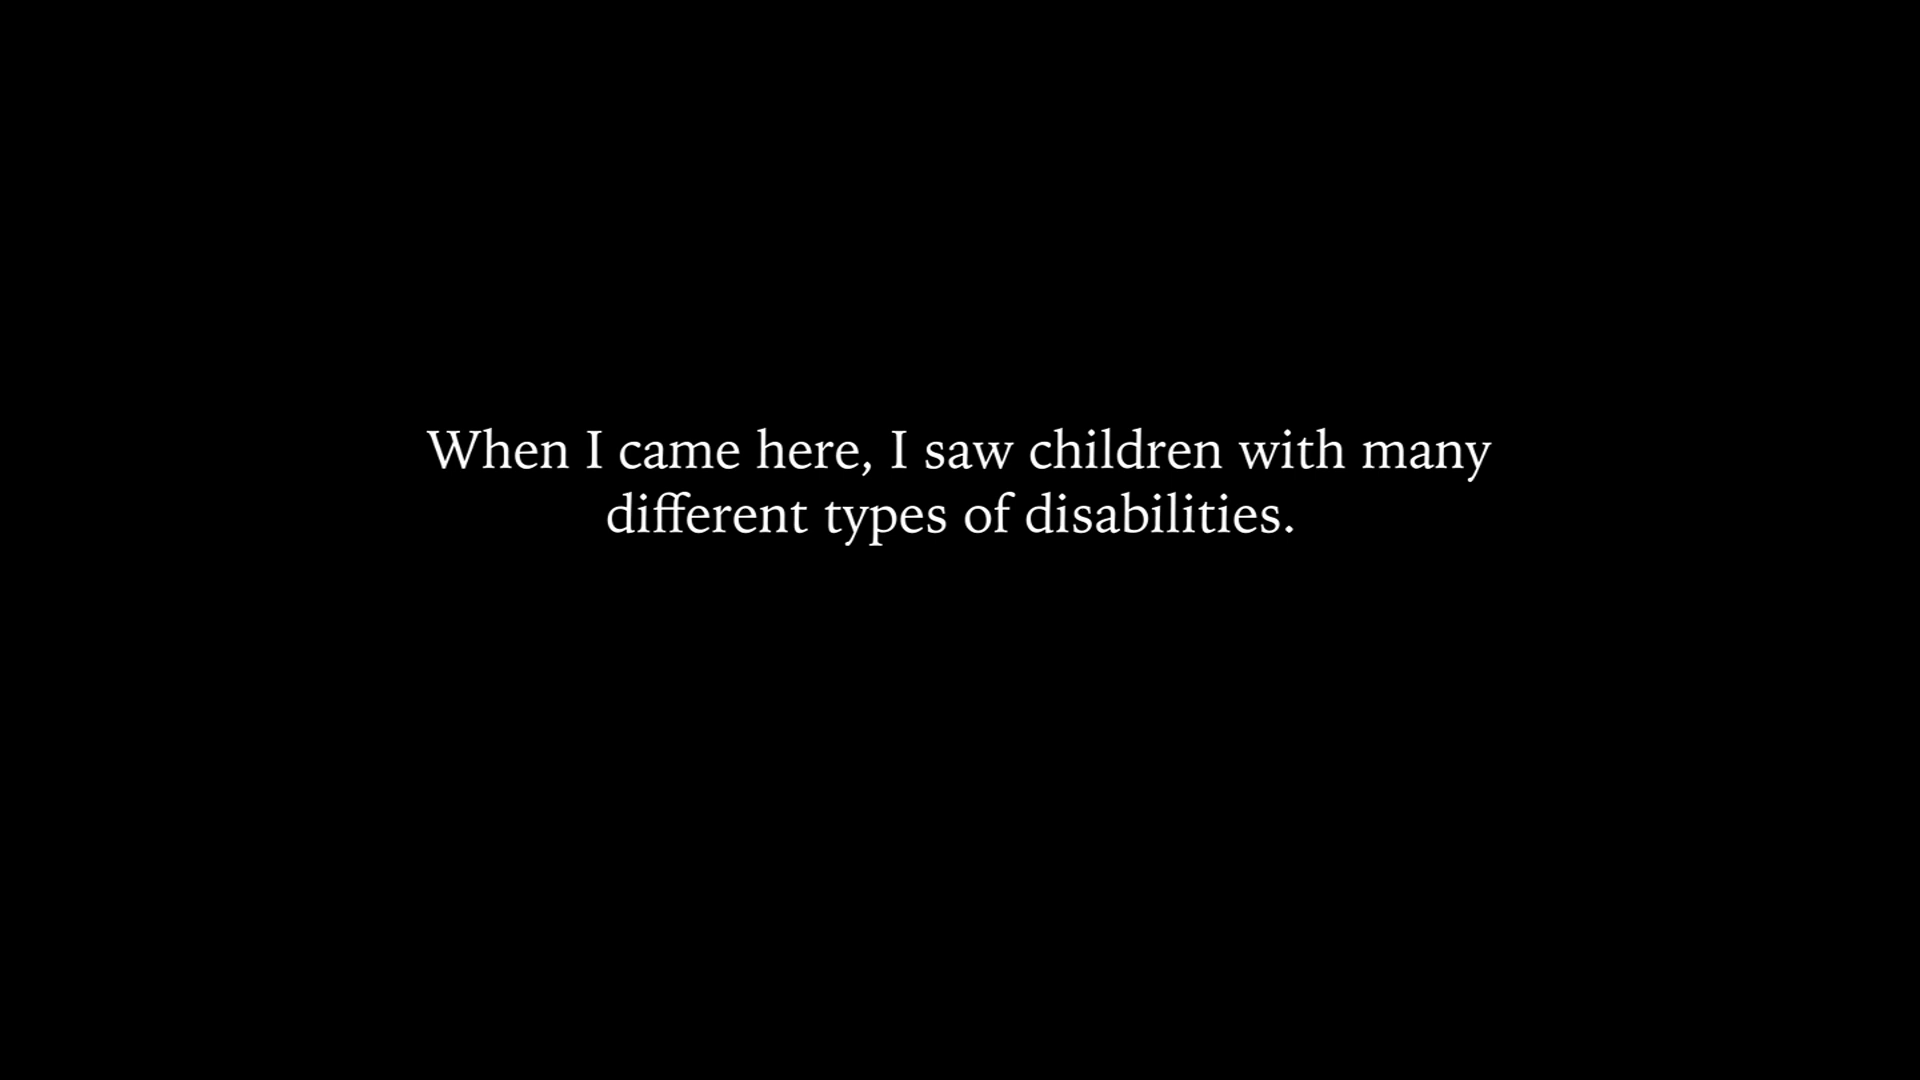 When I came here, I saw children with many
different types of disabilities.